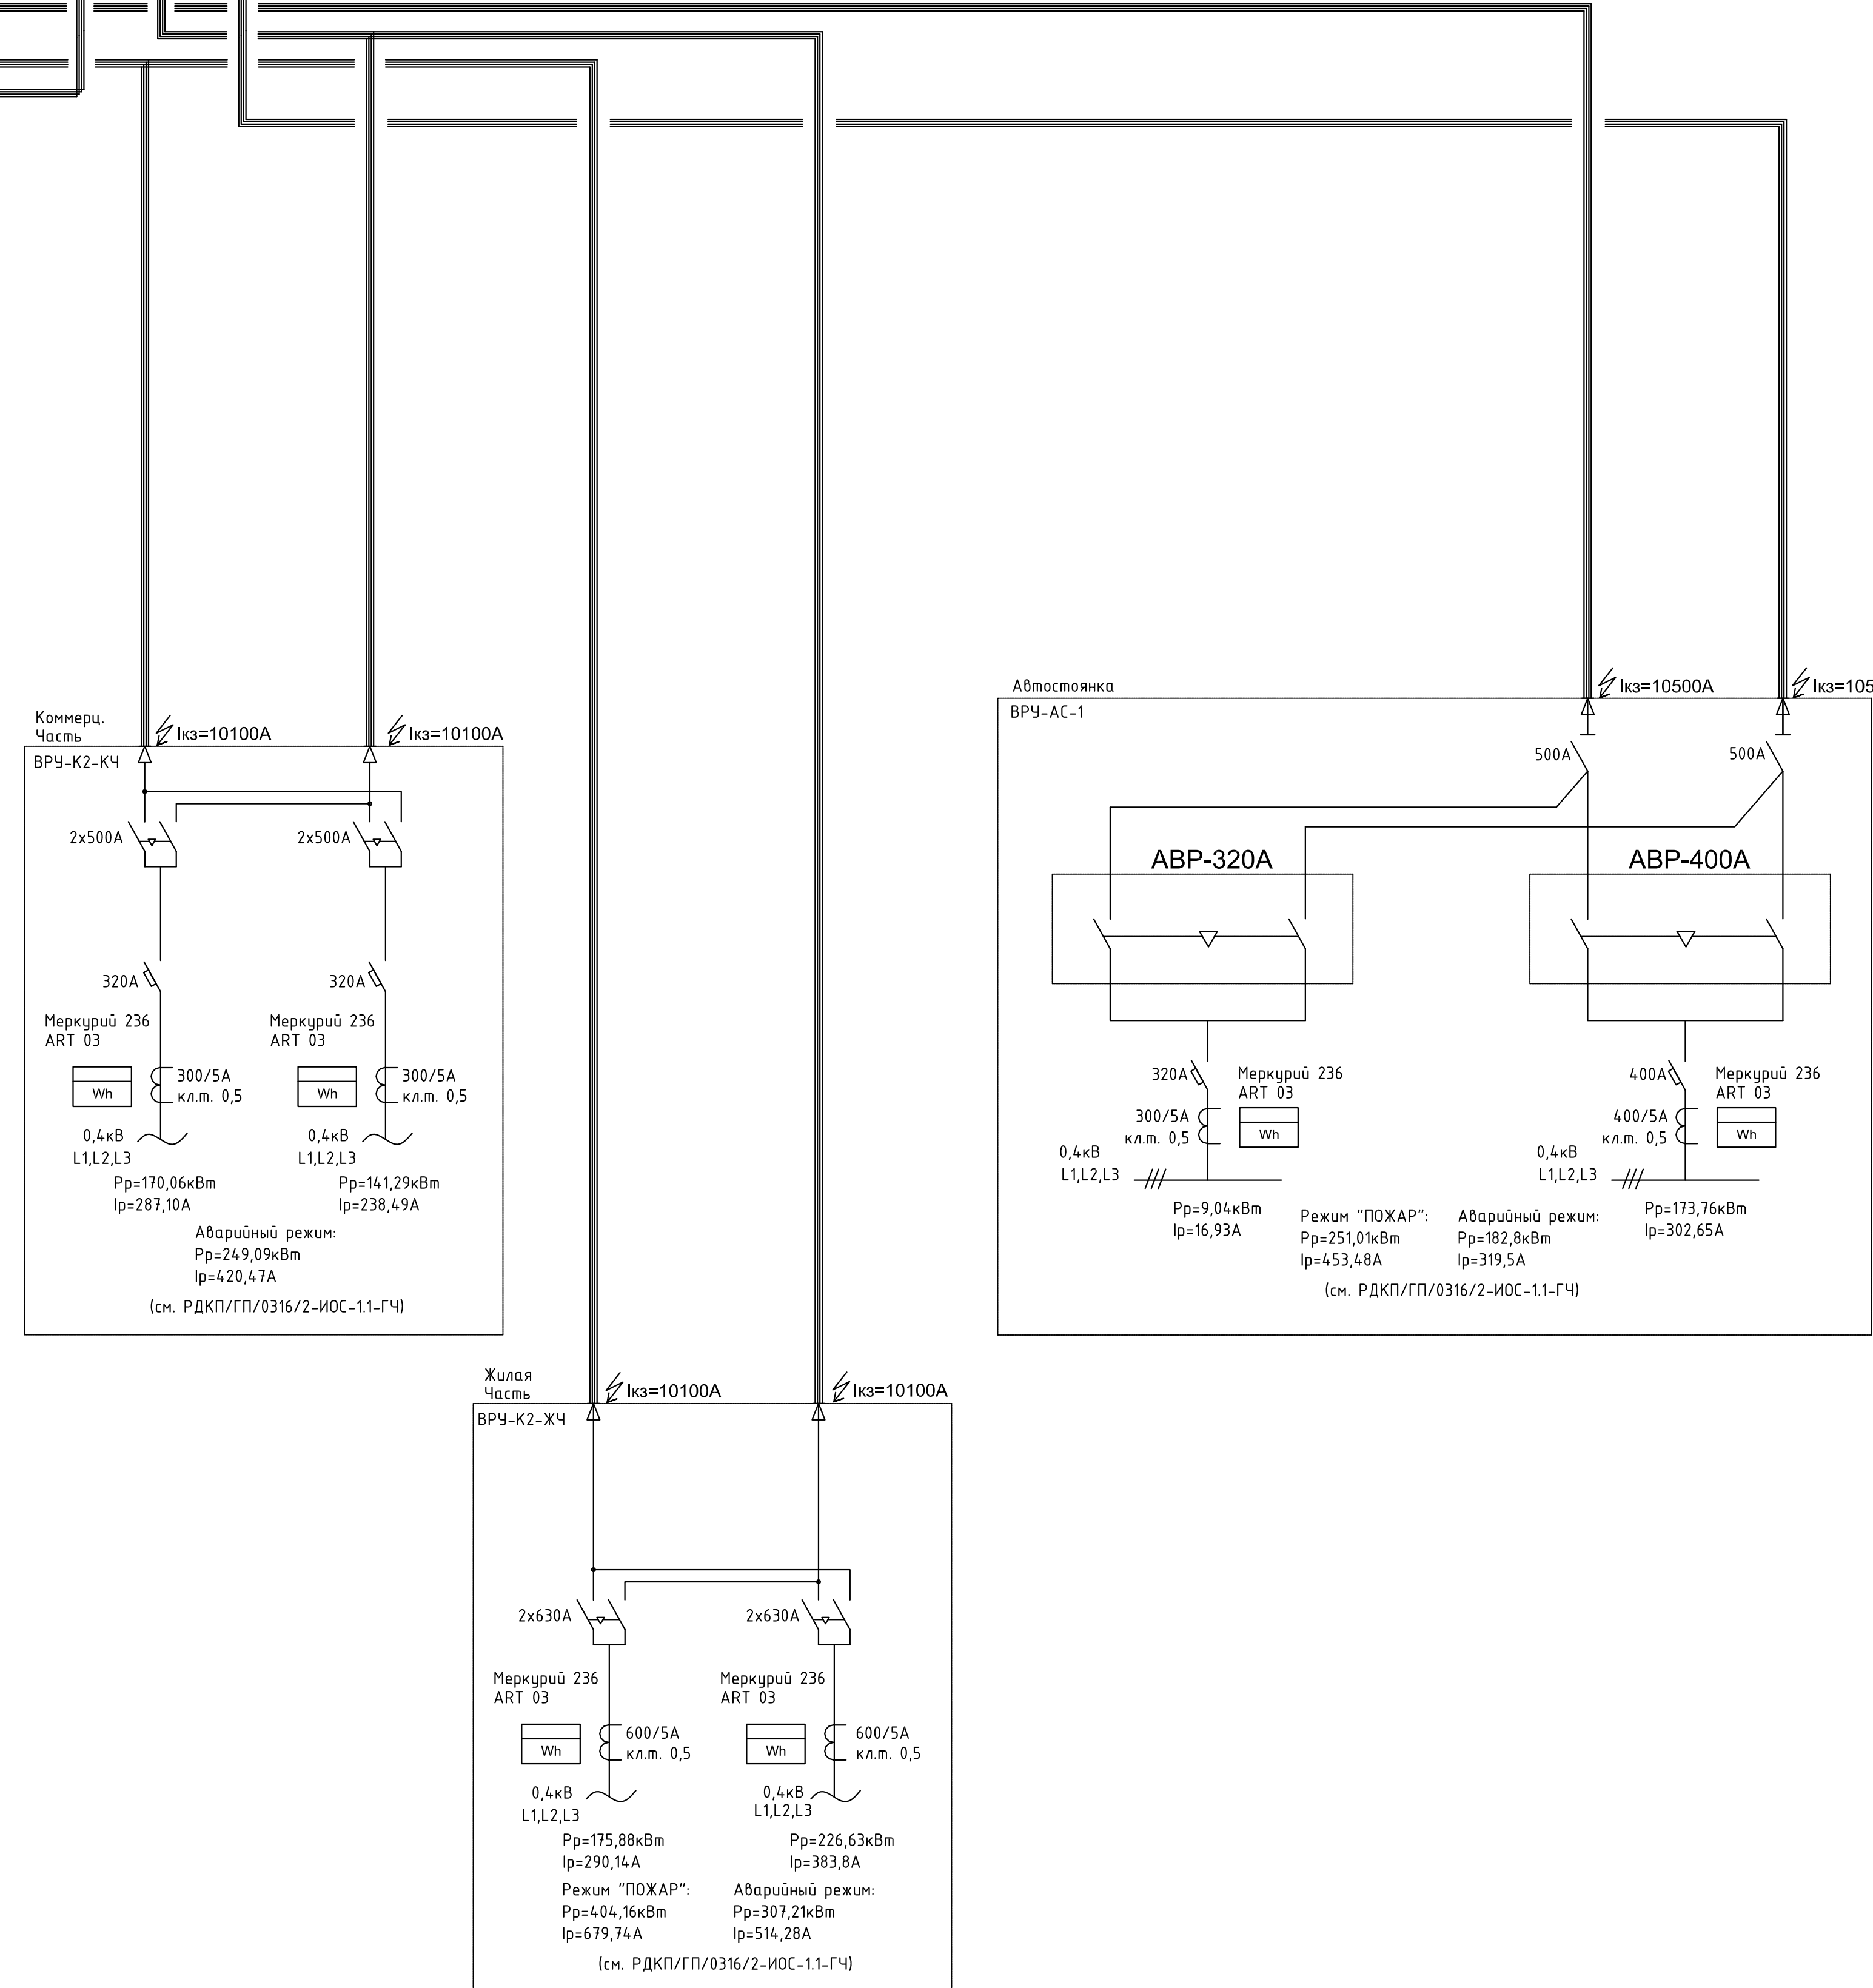 Коммерц.
Часть
Iкз=10100А
Iкз=10100А
ВРУ-К2-КЧ
2х500А
2х500А
320А
320А
Меркурий 236
ART 03
Меркурий 236
ART 03
Wh
300/5А
кл.т. 0,5
Wh
300/5А
кл.т. 0,5
0,4кВ
L1,L2,L3
0,4кВ
L1,L2,L3
Рр=170,06кВт
Iр=287,10А
Рр=141,29кВт
Iр=238,49А
Аварийный режим:
Рр=249,09кВт
Iр=420,47А
(см. РДКП/ГП/0316/2-ИОС-1.1-ГЧ)
Автостоянка
Iкз=10500А
Iкз=105
ВРУ-АС-1
500А
500А
АВР-320А
АВР-400А
320А
Меркурий 236
ART 03
300/5А
кл.т. 0,5
Wh
0,4кВ
L1,L2,L3
400А
Меркурий 236
ART 03
400/5А
кл.т. 0,5
Wh
0,4кВ
L1,L2,L3
Рр=9,04кВт
Iр=16,93А
Режим "ПОЖАР":
Рр=251,01кВт
Iр=453,48А
Аварийный режим:
Рр=182,8кВт
Iр=319,5А
Рр=173,76кВт
Iр=302,65А
(см. РДКП/ГП/0316/2-ИОС-1.1-ГЧ)
Жилая
Часть
Iкз=10100А
Iкз=10100А
ВРУ-К2-ЖЧ
2х630А
2х630А
Меркурий 236
ART 03
Меркурий 236
ART 03
Wh
600/5А
кл.т. 0,5
Wh
600/5А
кл.т. 0,5
0,4кВ
L1,L2,L3
0,4кВ
L1,L2,L3
Рр=175,88кВт
Iр=290,14А
Рр=226,63кВт
Iр=383,8А
Режим "ПОЖАР":
Рр=404,16кВт
Iр=679,74А
Аварийный режим:
Рр=307,21кВт
Iр=514,28А
(см. РДКП/ГП/0316/2-ИОС-1.1-ГЧ)